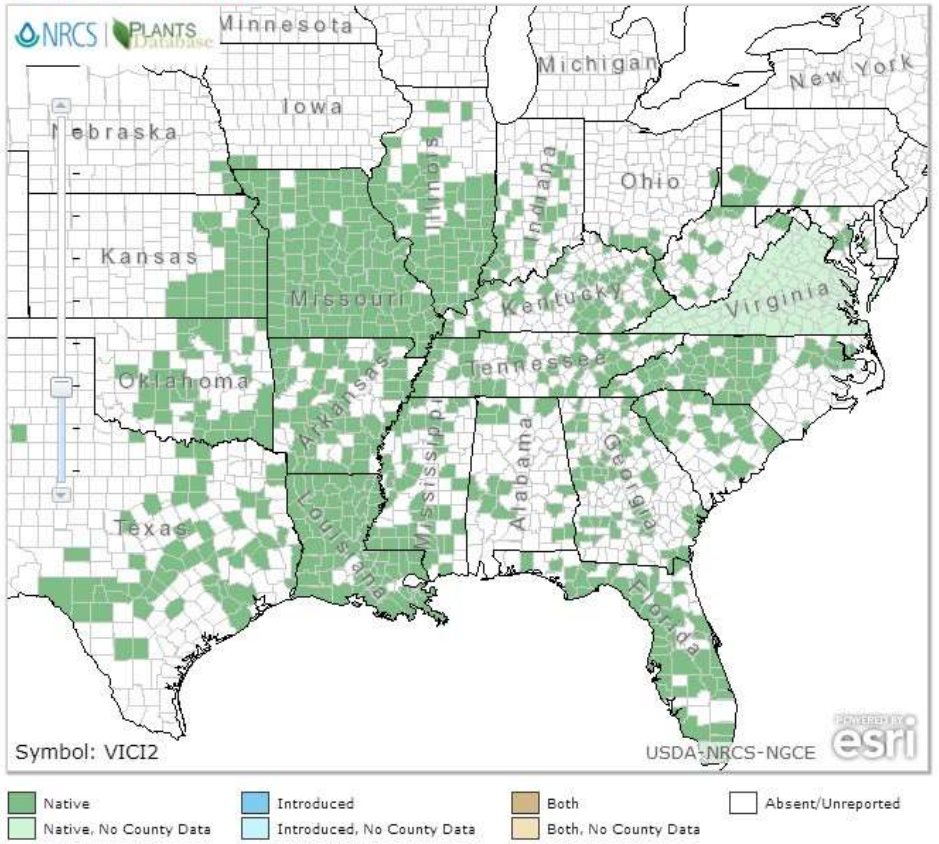 NRCS | PLANTS
Database
Minnesota
Michigan
New York
Iowa
Nebraska
Illinois
Indiana
Ohio
Kansas
Missouri
Kentucky
Virginia
Oklahoma
Arkansas
Tennessee
Mississippi
Alabama
Georgia
Texas
Louisiana
Florida
Symbol: VICI2
USDA-NRCS-NGCE
POWERED BY
esri
Native
Introduced
Both
Absent/Unreported
Native, No County Data
Introduced, No County Data
Both, No County Data